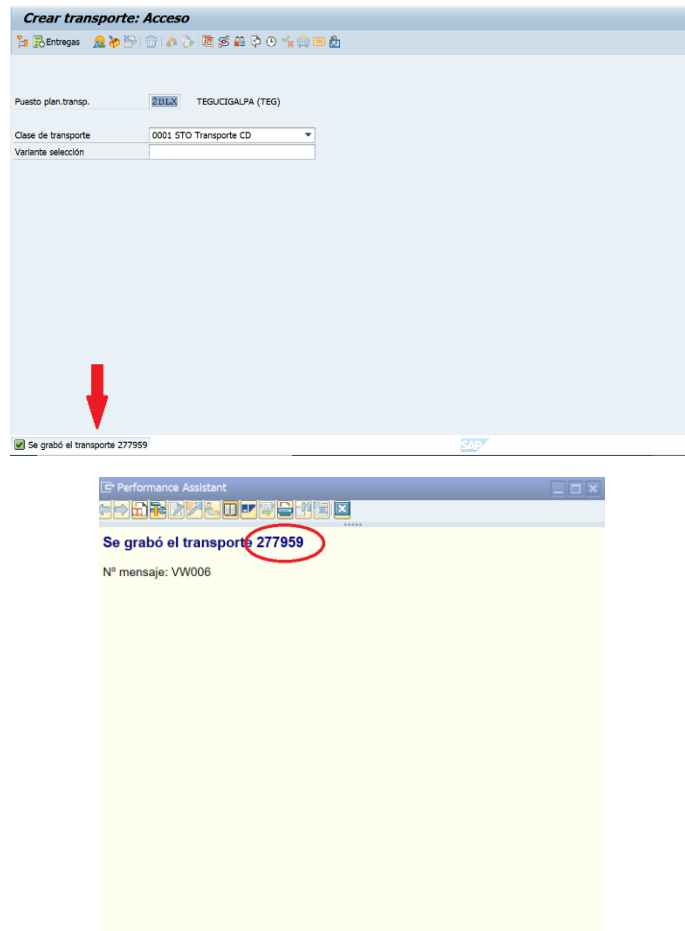 Crear transporte: Acceso
Entregas
Puesto plan.transp. 2BLX TEGUCIGALPA (TEG)
Clase de transporte 0001 STO Transporte CD
Variante selección
Se grabó el transporte 277959 SAP
Performance Assistant
Se grabó el transporte 277959
Nº mensaje: VW006